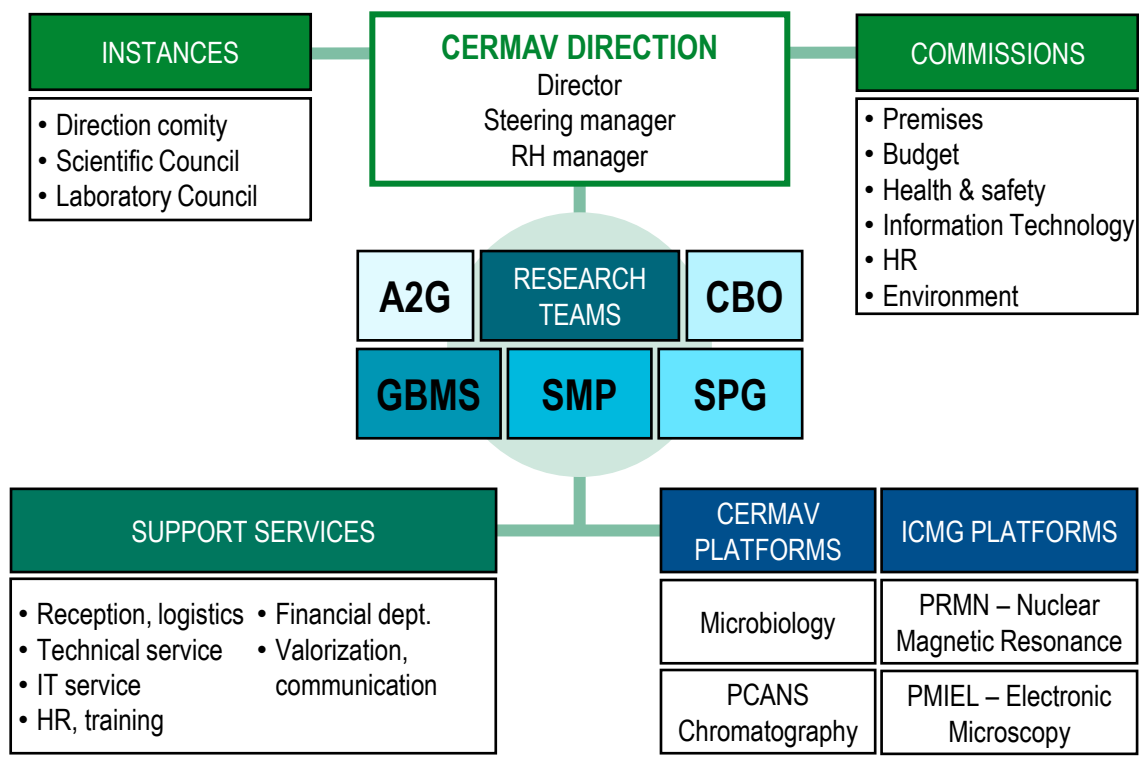 INSTANCES
• Direction comity
• Scientific Council
• Laboratory Council
CERMAV DIRECTION
Director
Steering manager
RH manager
COMMISSIONS
• Premises
• Budget
• Health & safety
• Information Technology
• HR
• Environment
A2G
RESEARCH
TEAMS
CBO
GBMS
SMP
SPG
SUPPORT SERVICES
• Reception, logistics
• Technical service
• IT service
• HR, training
• Financial dept.
• Valorization,
communication
CERMAV
PLATFORMS
Microbiology
PCANS
Chromatography
ICMG PLATFORMS
PRMN – Nuclear
Magnetic Resonance
PMIEL – Electronic
Microscopy